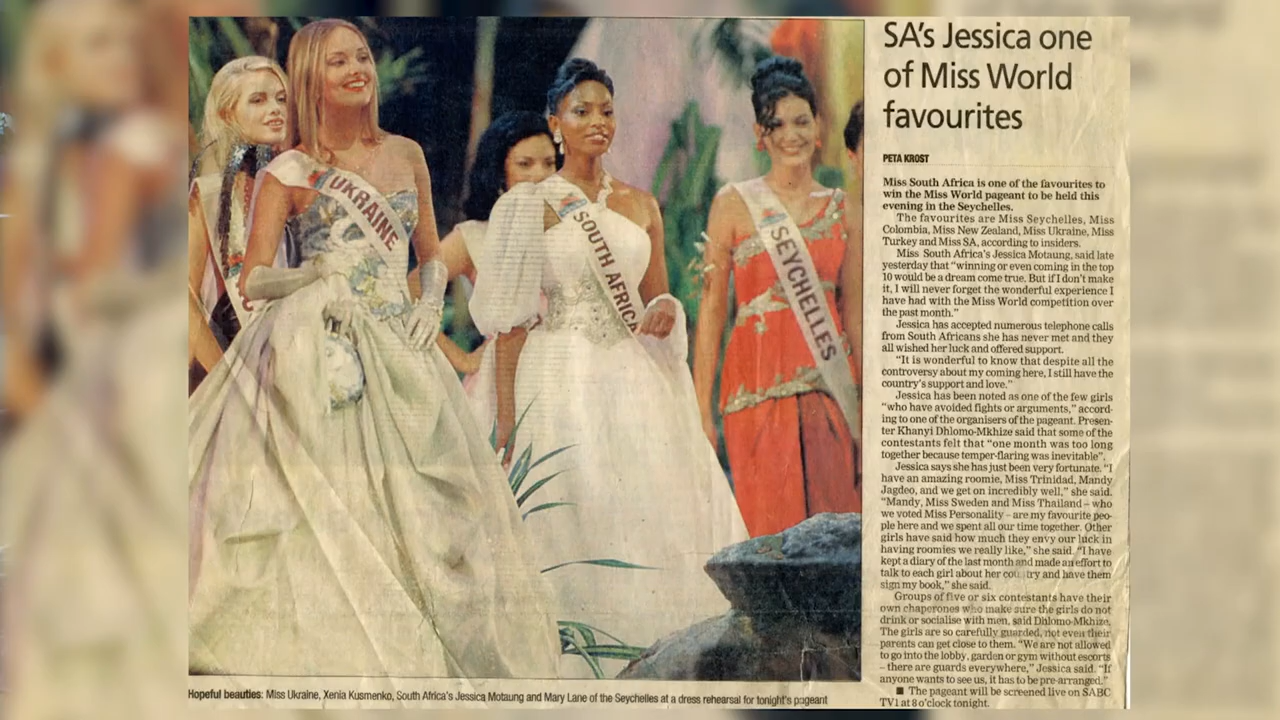 SA's Jessica one
of Miss World
favourites
PETA KROST
Miss South Africa is one of the favourites to
win the Miss World pageant to be held this
evening in the Seychelles.
The favourites are Miss Seychelles, Miss
Colombia, Miss New Zealand, Miss Ukraine, Miss
Turkey and Miss SA, according to insiders.
Miss South Africa's Jessica Motaung, said late
yesterday that "winning or even coming in the top
10 would be a dream come true. But if I don't make
it, I will never forget the wonderful experience I
have had with the Miss World competition over
the past month."
Jessica has accepted numerous telephone calls
from South Africans she has never met and they
all wished her luck and offered support.
"It is wonderful to know that despite all the
controversy about my coming here, I still have the
country's support and love."
Jessica has been noted as one of the few girls
"who have avoided fights or arguments," accord-
ing to one of the organisers of the pageant. Presen-
ter Khanyi Dhlomo-Mkhize said that some of the
contestants felt that "one month was too long
together because temper-flaring was inevitable".
Jessica says she has just been very fortunate. "I
have an amazing roomie, Miss Trinidad, Mandy
Jagdeo, and we get on incredibly well," she said.
"Mandy, Miss Sweden and Miss Thailand – who
we voted Miss Personality – are my favourite peo-
ple here and we spent all our time together. Other
girls have said how much they envy our luck in
having roomies we really like," she said. "I have
kept a diary of the last month and made an effort to
talk to each girl about her country and have them
sign my book," she said.
Groups of five or six contestants have their
own chaperones who make sure the girls do not
drink or socialise with men, said Dhlomo-Mkhize.
The girls are so carefully guarded, not even their
parents can get close to them. "We are not allowed
to go into the lobby, garden or gym without escorts
– there are guards everywhere," Jessica said. "If
anyone wants to see us, it has to be pre-arranged."
■ The pageant will be screened live on SABC
TV1 at 8 o'clock tonight.
UKRAINE
SOUTH AFRICA
SEYCHELLES
Hopeful beauties: Miss Ukraine, Xenia Kusmenko, South Africa's Jessica Motaung and Mary Lane of the Seychelles at a dress rehearsal for tonight's pageant